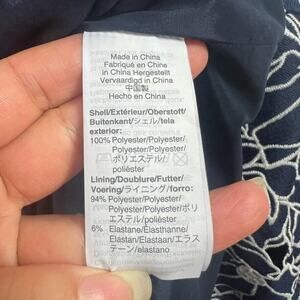 Made in China
Fabriqué en Chine
in China Hergestellt
Vervaardigd in China
中国製
Hecho en China
Shell/Extérieur/Oberstoff/
Buitenkant/シェル/tela
exterior:
100% Polyester/Polyester/
Polyester/Polyester/
ポリエステル/
poliéster
Lining/Doublure/Futter/
Voering/ライニング/forro:
94% Polyester/Polyester/
Polyester/Polyester/ポリ
エステル/poliéster
6% Elastane/Elasthanne/
Elastan/Elastaan/エラス
テーン/elastano